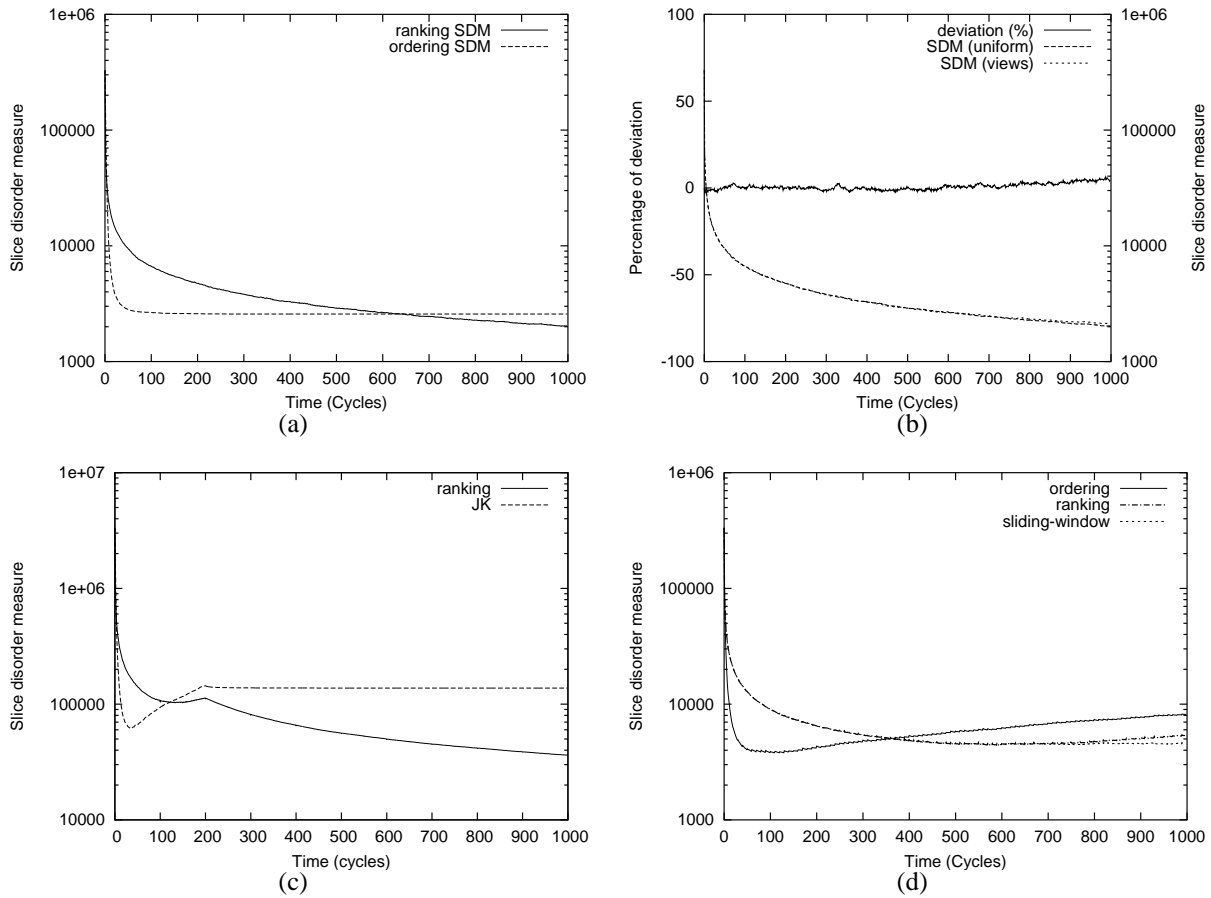 1e+06
100000
10000
1000
Slice disorder measure
ranking SDM
ordering SDM
0 100 200 300 400 500 600 700 800 900 1000
Time (Cycles)
(a)
100
50
0
-50
-100
Percentage of deviation
deviation (%)
SDM (uniform)
SDM (views)
1e+06
100000
10000
1000
Slice disorder measure
0 100 200 300 400 500 600 700 800 900 1000
Time (Cycles)
(b)
1e+07
1e+06
100000
10000
Slice disorder measure
ranking
JK
0 100 200 300 400 500 600 700 800 900 1000
Time (cycles)
(c)
1e+06
100000
10000
1000
Slice disorder measure
ordering
ranking
sliding-window
0 100 200 300 400 500 600 700 800 900 1000
Time (Cycles)
(d)